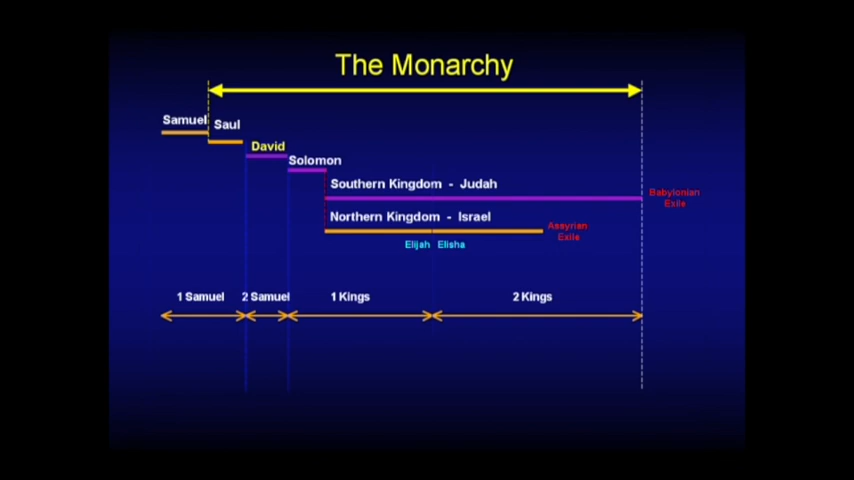 The Monarchy
Samuel
Saul
David
Solomon
Southern Kingdom - Judah
Babylonian
Exile
Northern Kingdom - Israel
Assyrian
Exile
Elijah Elisha
1 Samuel 2 Samuel 1 Kings 2 Kings